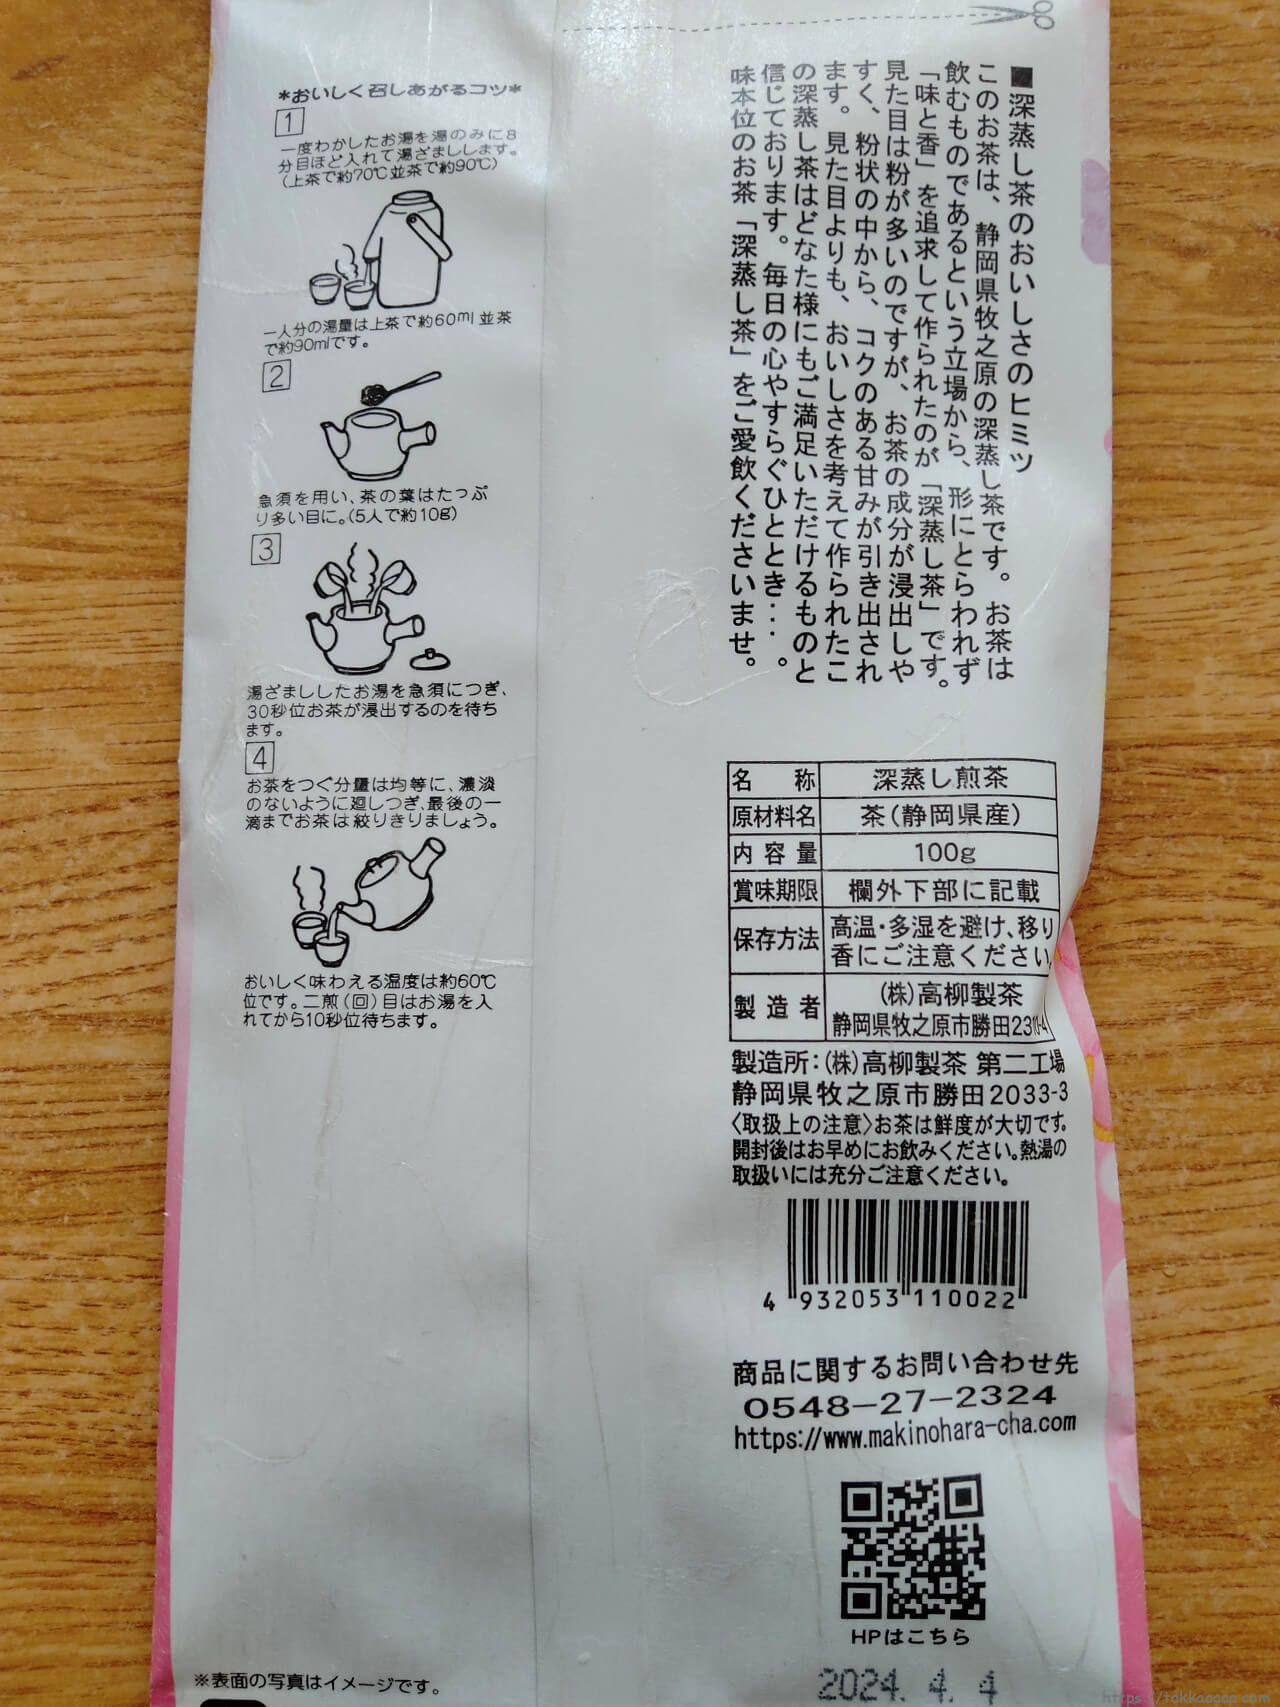 ■深蒸し茶のおいしさのヒミツ
このお茶は、静岡県牧之原の深蒸し茶です。お茶は
飲むものであるという立場から、形にとらわれず
「味と香」を追求して作られたのが「深蒸し茶」です。
見た目は粉が多いのですが、お茶の成分が浸出しや
すく、粉状の中から、コクのある甘みが引き出され
ます。見た目よりも、おいしさを考えて作られたこ
の深蒸し茶はどなた様にもご満足いただけるものと
信じております。毎日の心やすらぐひととき…。
味本位のお茶「深蒸し茶」をご愛飲くださいませ。
*おいしく召しあがるコツ*
1
一度わかしたお湯を湯のみに8
分目ほど入れて湯ざまします。
(上茶で約70℃並茶で約90℃)
一人分の湯量は上茶で約60ml並茶
で約90mlです。
2
急須を用い、茶の葉はたっぷ
り多い目に。(5人で約10g)
3
湯ざまししたお湯を急須につぎ、
30秒位お茶が浸出するのを待ち
ます。
4
お茶をつぐ分量は均等に、濃淡
のないように廻しつぎ、最後の一
滴までお茶は絞りきりましょう。
おいしく味わえる温度は約60℃
位です。二煎(回)目はお湯を入
れてから10秒位待ちます。
名称 深蒸し煎茶
原材料名 茶(静岡県産)
内容量 100g
賞味期限 欄外下部に記載
保存方法 高温・多湿を避け、移り
香にご注意ください
製造者 (株)高柳製茶
静岡県牧之原市勝田2310-4
製造所:(株)高柳製茶 第二工場
静岡県牧之原市勝田2033-3
〈取扱上の注意〉お茶は鮮度が大切です。
開封後はお早めにお飲みください。熱湯の
取扱いには充分ご注意ください。
4 932053 110022
商品に関するお問い合わせ先
0548-27-2324
https://www.makinohara-cha.com
HPはこちら
2024. 4. 4
※表面の写真はイメージです。
https://takkaaaaa.com